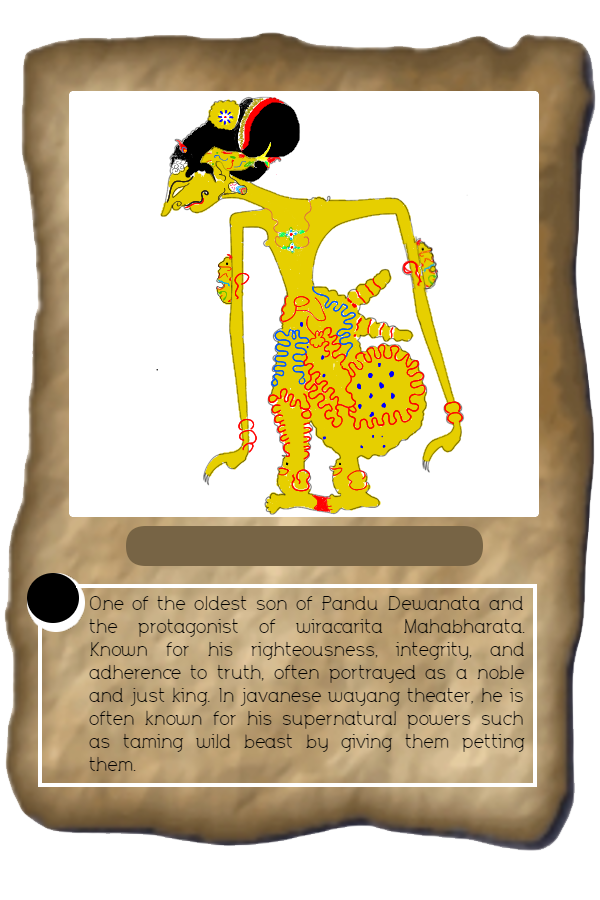 One of the oldest son of Pandu Dewanata and
the protagonist of wiracarita Mahabharata.
Known for his righteousness, integrity, and
adherence to truth, often portrayed as a noble
and just king. In javanese wayang theater, he is
often known for his supernatural powers such
as taming wild beast by giving them petting
them.